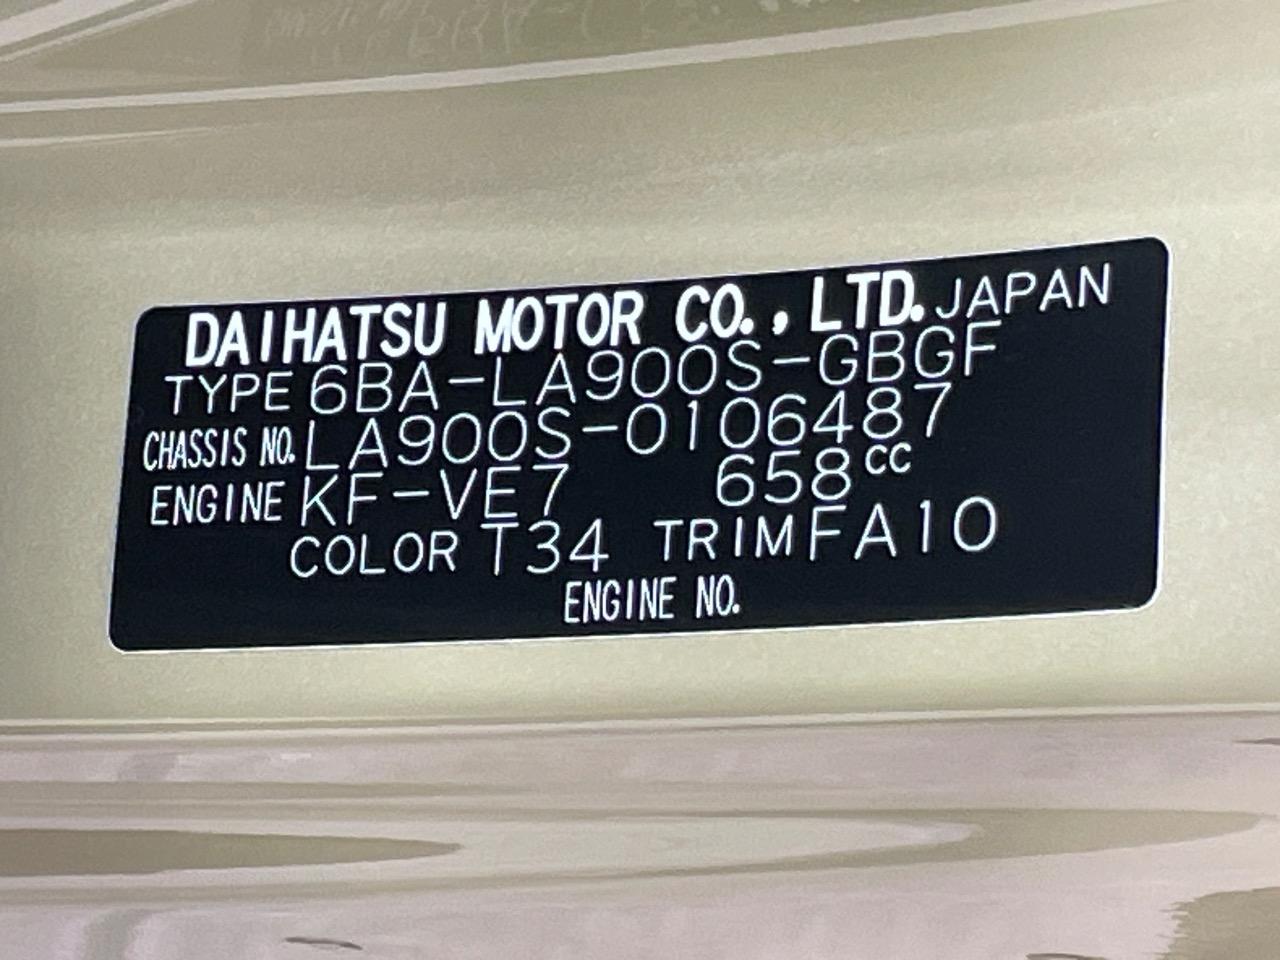 DAIHATSU MOTOR CO., LTD. JAPAN
TYPE 6BA-LA900S-GBGF
CHASSIS NO. LA900S-0106487
ENGINE KF-VE7 658cc
COLOR T34 TRIM FA10
ENGINE NO.